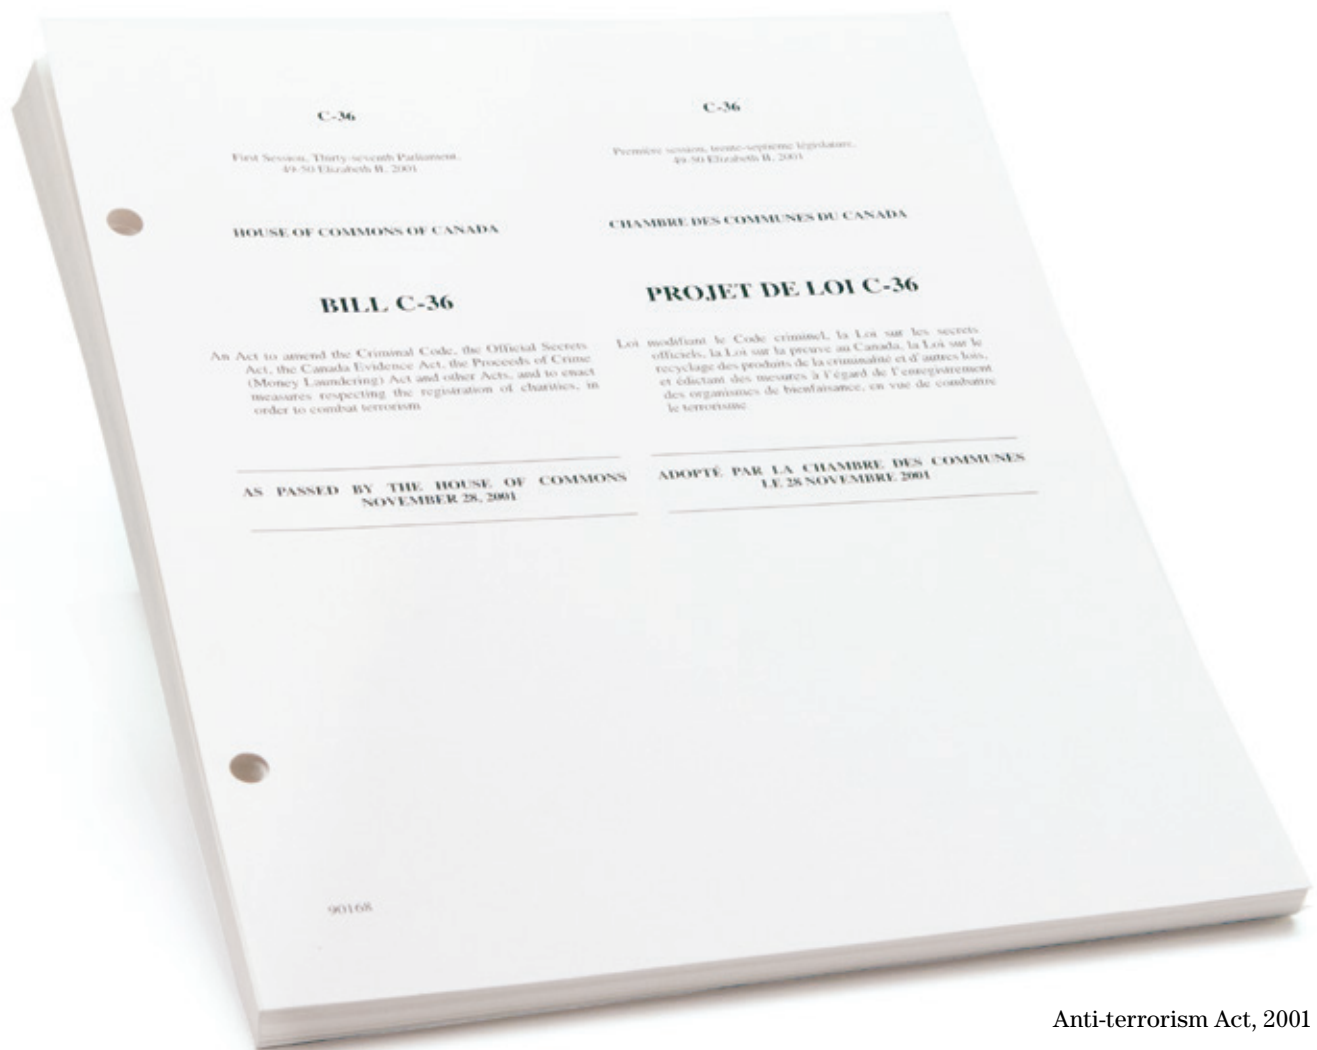 C-36
First Session, Thirty-seventh Parliament,
49-50 Elizabeth II, 2001
HOUSE OF COMMONS OF CANADA
BILL C-36
An Act to amend the Criminal Code, the Official Secrets
Act, the Canada Evidence Act, the Proceeds of Crime
(Money Laundering) Act and other Acts, and to enact
measures respecting the registration of charities, in
order to combat terrorism
AS PASSED BY THE HOUSE OF COMMONS
NOVEMBER 28, 2001
C-36
Première session, trente-septième législature,
49-50 Elizabeth II, 2001
CHAMBRE DES COMMUNES DU CANADA
PROJET DE LOI C-36
Loi modifiant le Code criminel, la Loi sur les secrets
officiels, la Loi sur la preuve au Canada, la Loi sur le
recyclage des produits de la criminalité et d'autres lois,
et édictant des mesures à l'égard de l'enregistrement
des organismes de bienfaisance, en vue de combattre
le terrorisme
ADOPTÉ PAR LA CHAMBRE DES COMMUNES
LE 28 NOVEMBRE 2001
90168
Anti-terrorism Act, 2001